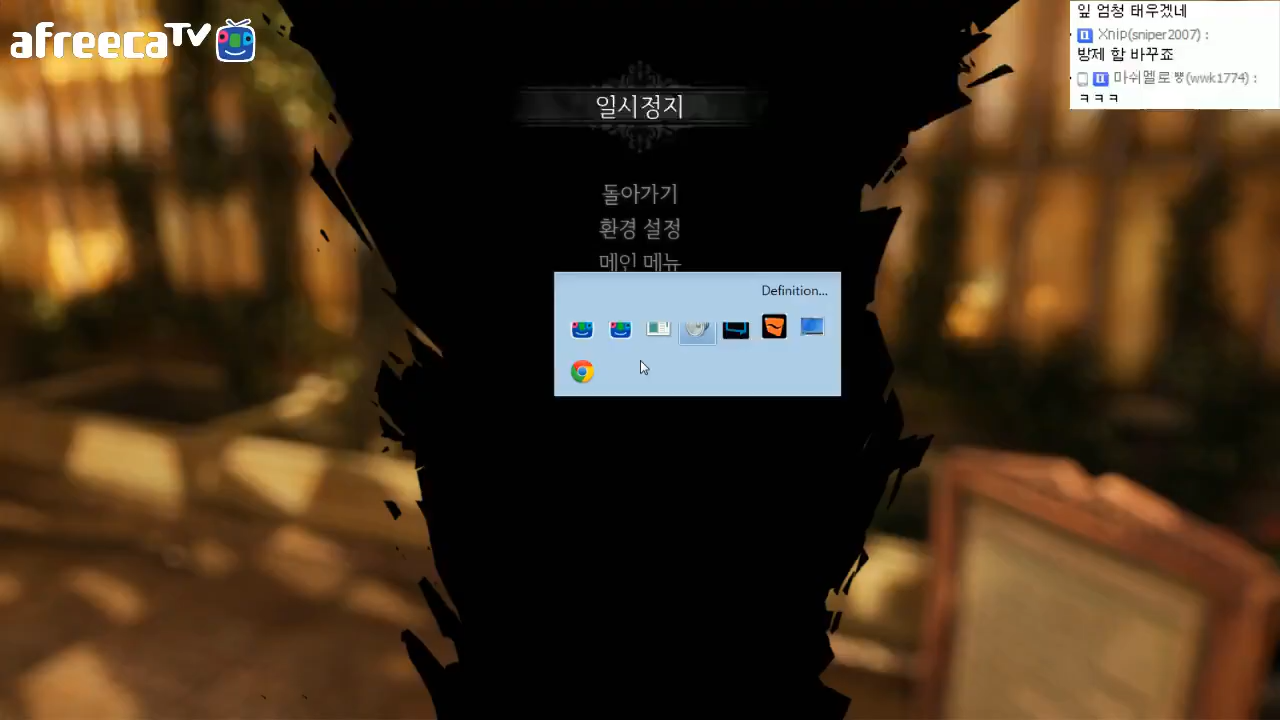 afreecaTV
잎 엄청 태우겠네
Xnip(sniper2007) :
방제 함 바꾸죠
마쉬멜로뽕(wwk1774) :
ㅋㅋㅋ
일시정지
돌아가기
환경 설정
메인 메뉴
Definition...